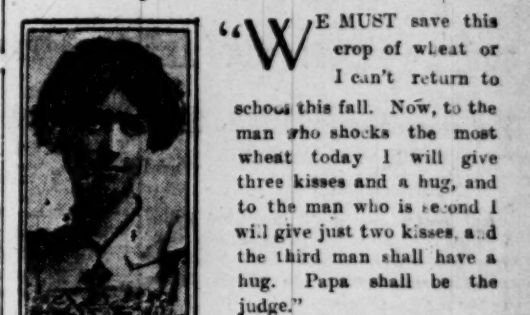 "WE MUST save this
crop of wheat or
I can't return to
school this fall. Now, to the
man who shocks the most
wheat today I will give
three kisses and a hug, and
to the man who is second I
will give just two kisses, and
the third man shall have a
hug. Papa shall be the
judge."